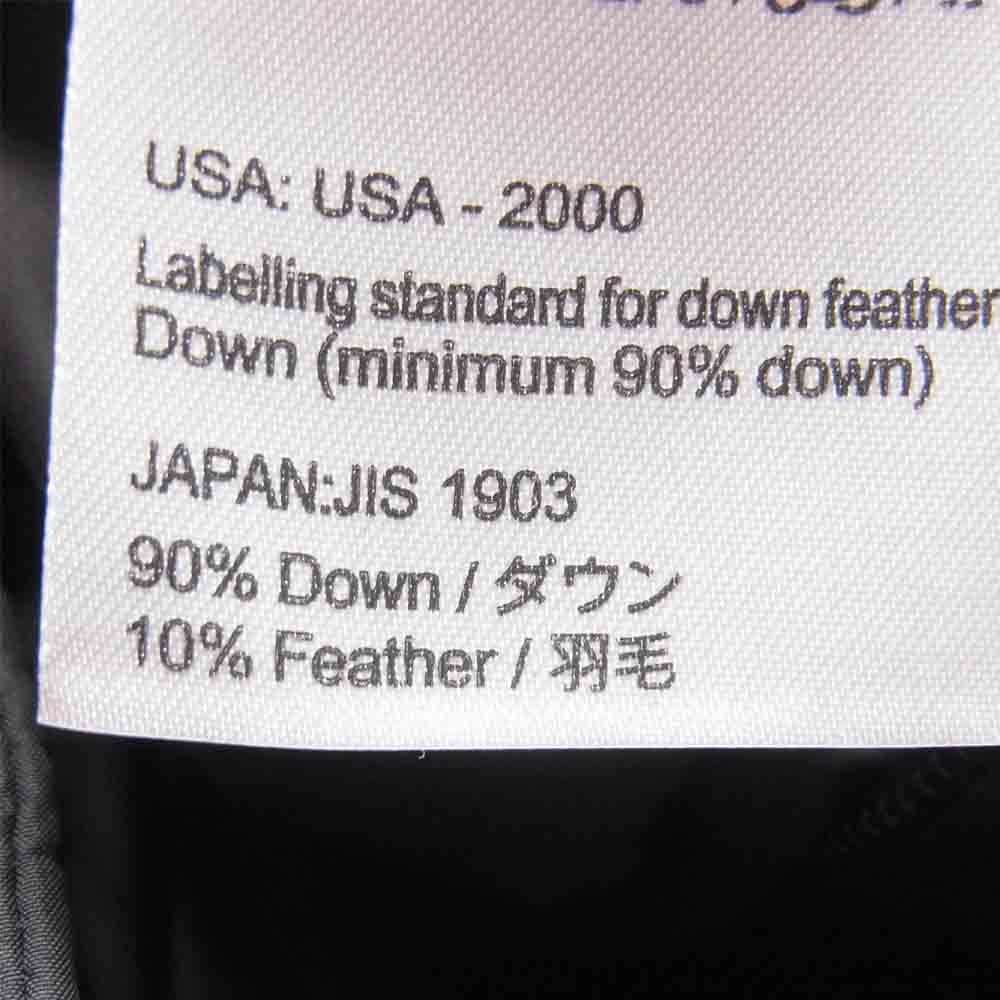 USA: USA - 2000
Labelling standard for down feather
Down (minimum 90% down)
JAPAN:JIS 1903
90% Down / ダウン
10% Feather / 羽毛